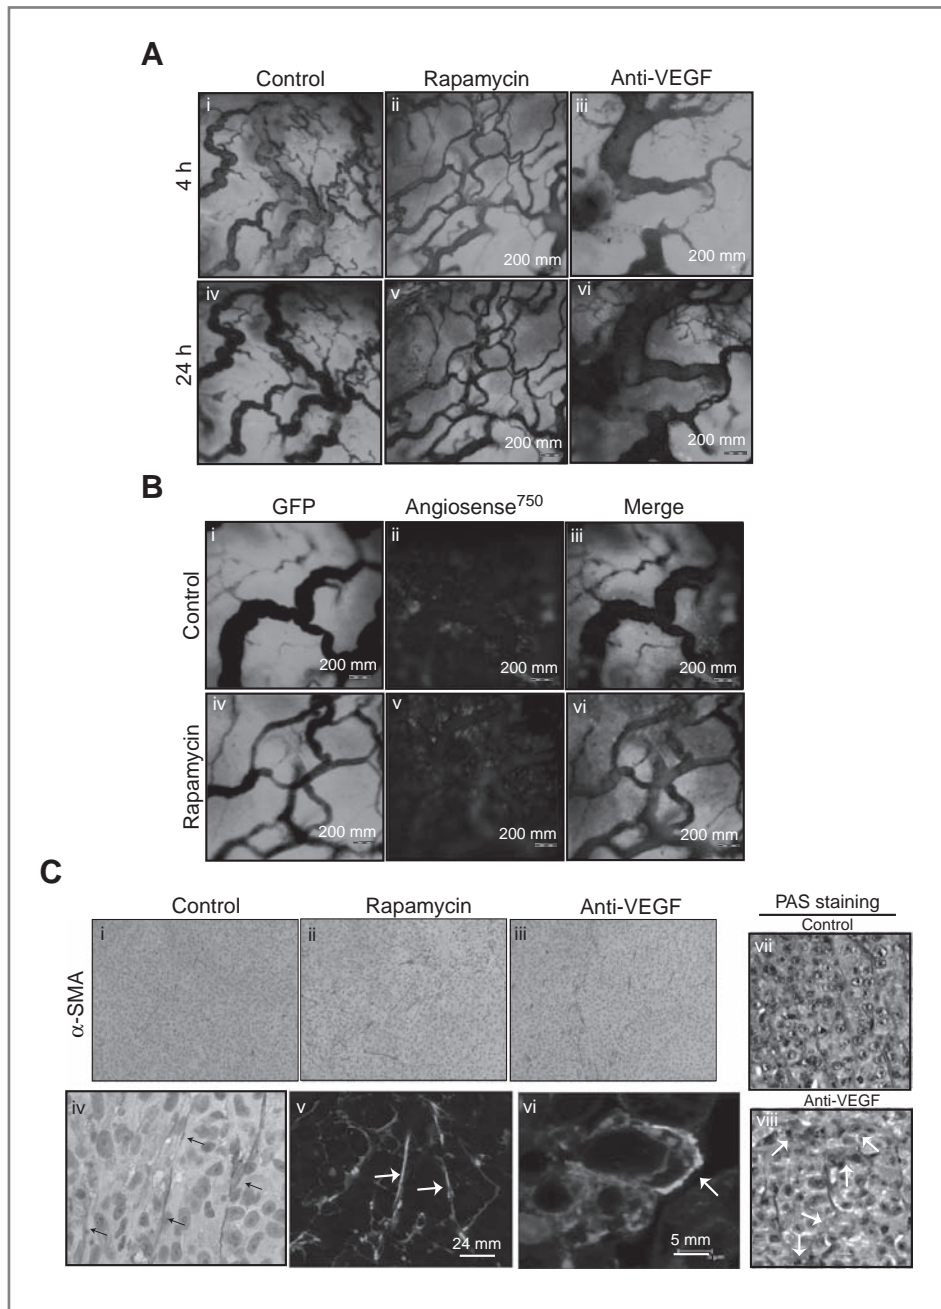 A
Control Rapamycin Anti-VEGF
4 h
i ii iii
200 mm 200 mm
24 h
iv v vi
200 mm 200 mm
B
GFP Angiosense750 Merge
Control
i ii iii
200 mm 200 mm 200 mm
Rapamycin
iv v vi
200 mm 200 mm 200 mm
C
Control Rapamycin Anti-VEGF
PAS staining
Control
α-SMA
i ii iii vii
Anti-VEGF
iv v vi viii
24 mm 5 mm